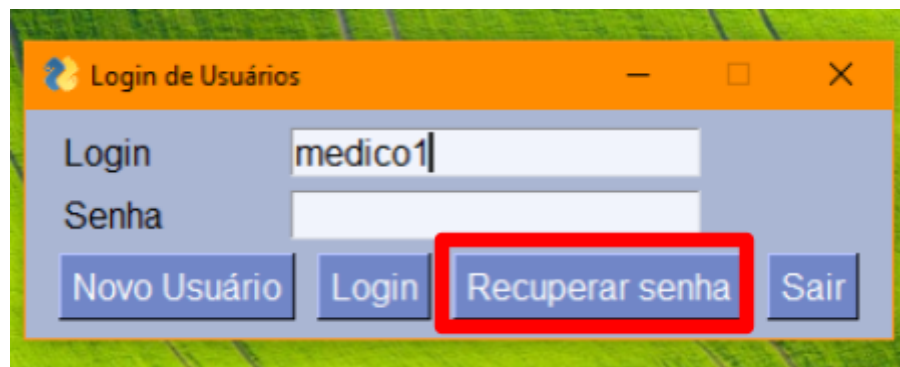 Login de Usuários
Login medico1
Senha
Novo Usuário Login Recuperar senha Sair